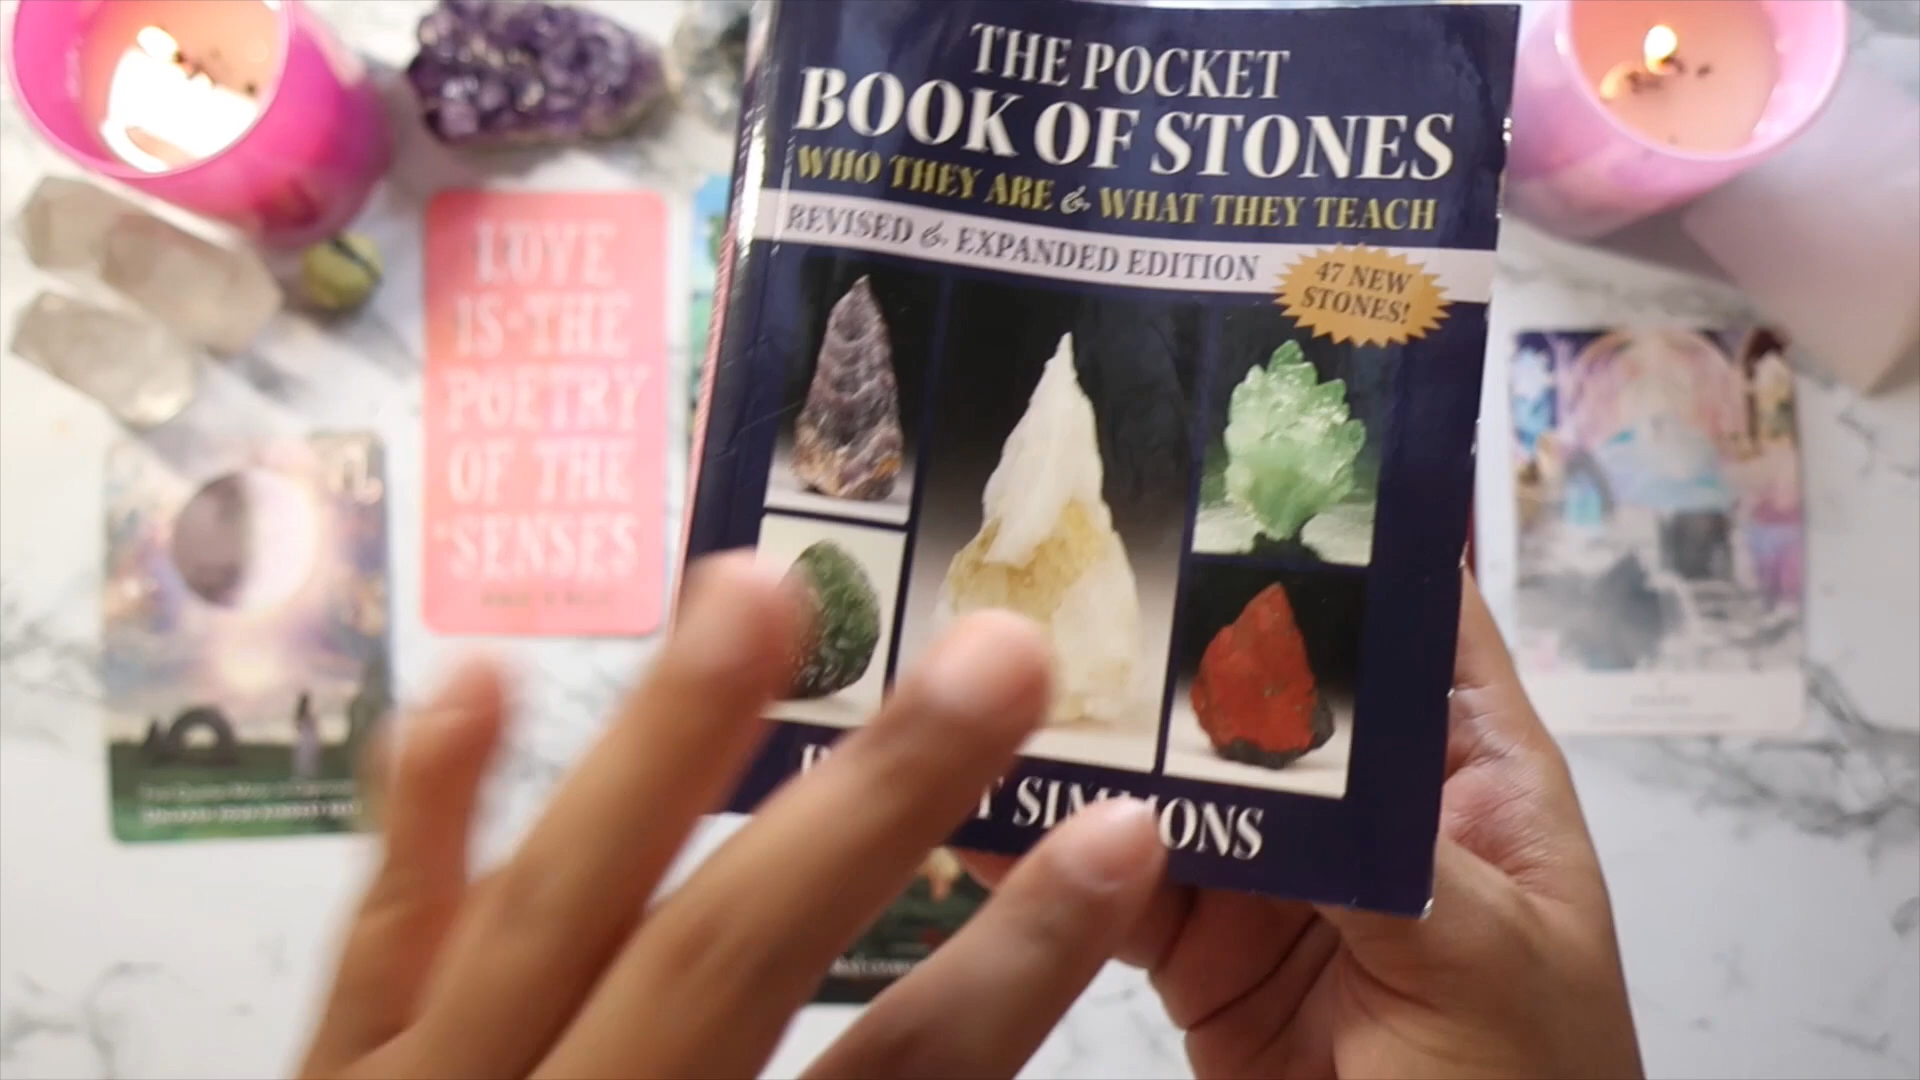 THE POCKET
BOOK OF STONES
WHO THEY ARE & WHAT THEY TEACH
REVISED & EXPANDED EDITION
47 NEW
STONES!
SIMMONS
LOVE
IS·THE
POETRY
OF THE
SENSES